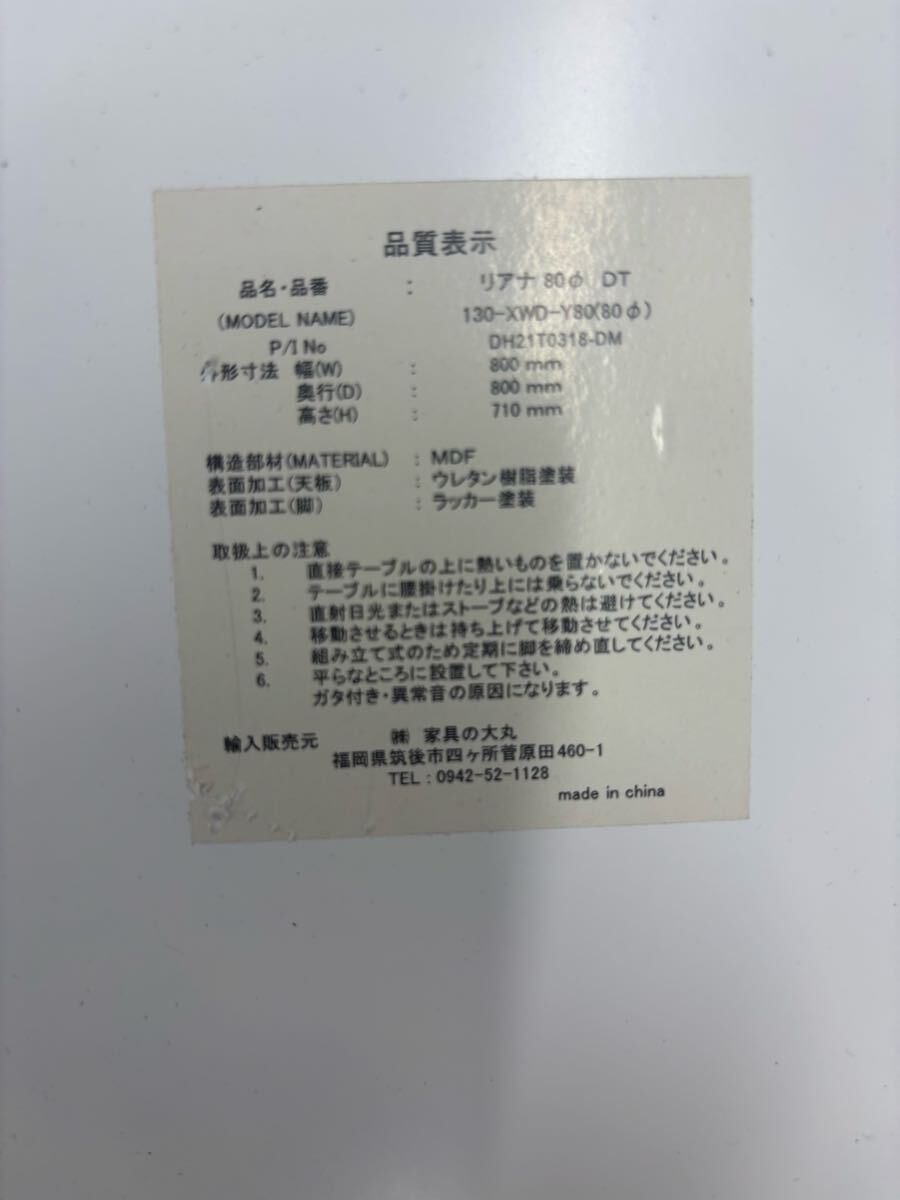 品質表示
品名・品番 : リアナ 80φ DT
(MODEL NAME) 130-XWD-Y80(80φ)
P/I No DH21T0318-DM
外形寸法 幅(W) : 800 mm
奥行(D) : 800 mm
高さ(H) : 710 mm
構造部材(MATERIAL) : MDF
表面加工(天板) : ウレタン樹脂塗装
表面加工(脚) : ラッカー塗装
取扱上の注意
1. 直接テーブルの上に熱いものを置かないでください。
2. テーブルに腰掛けたり上には乗らないでください。
3. 直射日光またはストーブなどの熱は避けてください。
4. 移動させるときは持ち上げて移動させてください。
5. 組み立て式のため定期に脚を締め直してください。
6. 平らなところに設置して下さい。
ガタ付き・異常音の原因になります。
輸入販売元 ㈱ 家具の大丸
福岡県筑後市四ヶ所菅原田460-1
TEL : 0942-52-1128
made in china